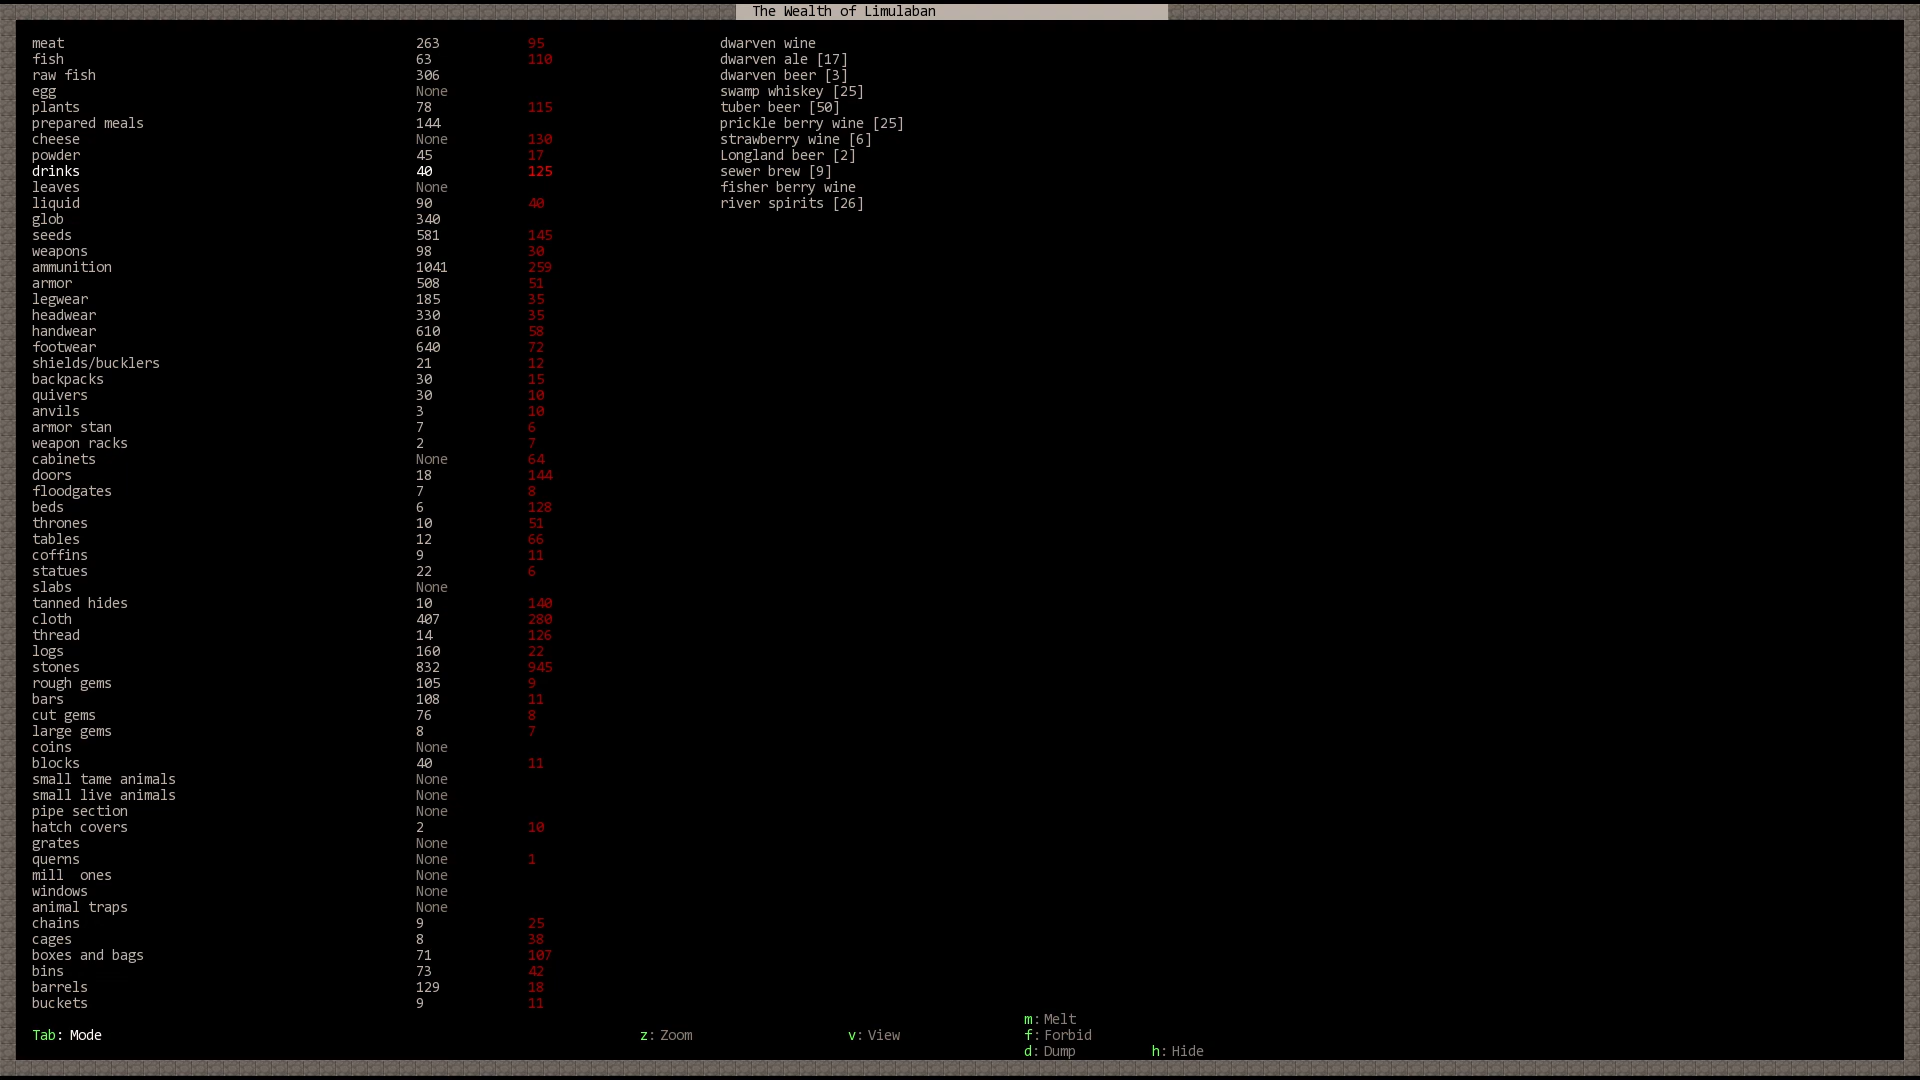 The Wealth of Limulaban
meat 263 95 dwarven wine
fish 63 110 dwarven ale [17]
raw fish 306 dwarven beer [3]
egg None swamp whiskey [25]
plants 78 115 tuber beer [50]
prepared meals 144 prickle berry wine [25]
cheese None 130 strawberry wine [6]
powder 45 17 Longland beer [2]
drinks 40 125 sewer brew [9]
leaves None fisher berry wine
liquid 90 40 river spirits [26]
glob 340
seeds 581 145
weapons 98 30
ammunition 1041 259
armor 508 51
legwear 185 35
headwear 330 35
handwear 610 58
footwear 640 72
shields/bucklers 21 12
backpacks 30 15
quivers 30 10
anvils 3 10
armor stan 7 6
weapon racks 2 7
cabinets None 64
doors 18 144
floodgates 7 8
beds 6 128
thrones 10 51
tables 12 66
coffins 9 11
statues 22 6
slabs None
tanned hides 10 140
cloth 407 280
thread 14 126
logs 160 22
stones 832 945
rough gems 105 9
bars 108 11
cut gems 76 8
large gems 8 7
coins None
blocks 40 11
small tame animals None
small live animals None
pipe section None
hatch covers 2 10
grates None
querns None 1
mill ones None
windows None
animal traps None
chains 9 25
cages 8 38
boxes and bags 71 107
bins 73 42
barrels 129 18
buckets 9 11
m: Melt
Tab: Mode z: Zoom v: View f: Forbid
d: Dump h: Hide